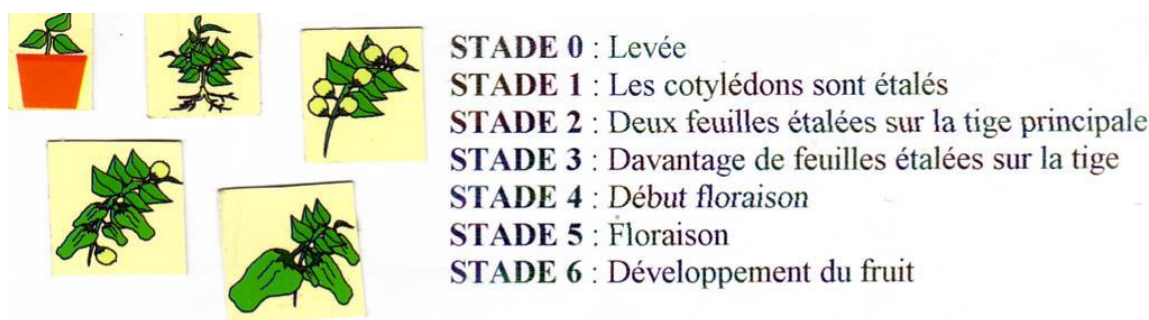 STADE 0 : Levée
STADE 1 : Les cotylédons sont étalés
STADE 2 : Deux feuilles étalées sur la tige principale
STADE 3 : Davantage de feuilles étalées sur la tige
STADE 4 : Début floraison
STADE 5 : Floraison
STADE 6 : Développement du fruit